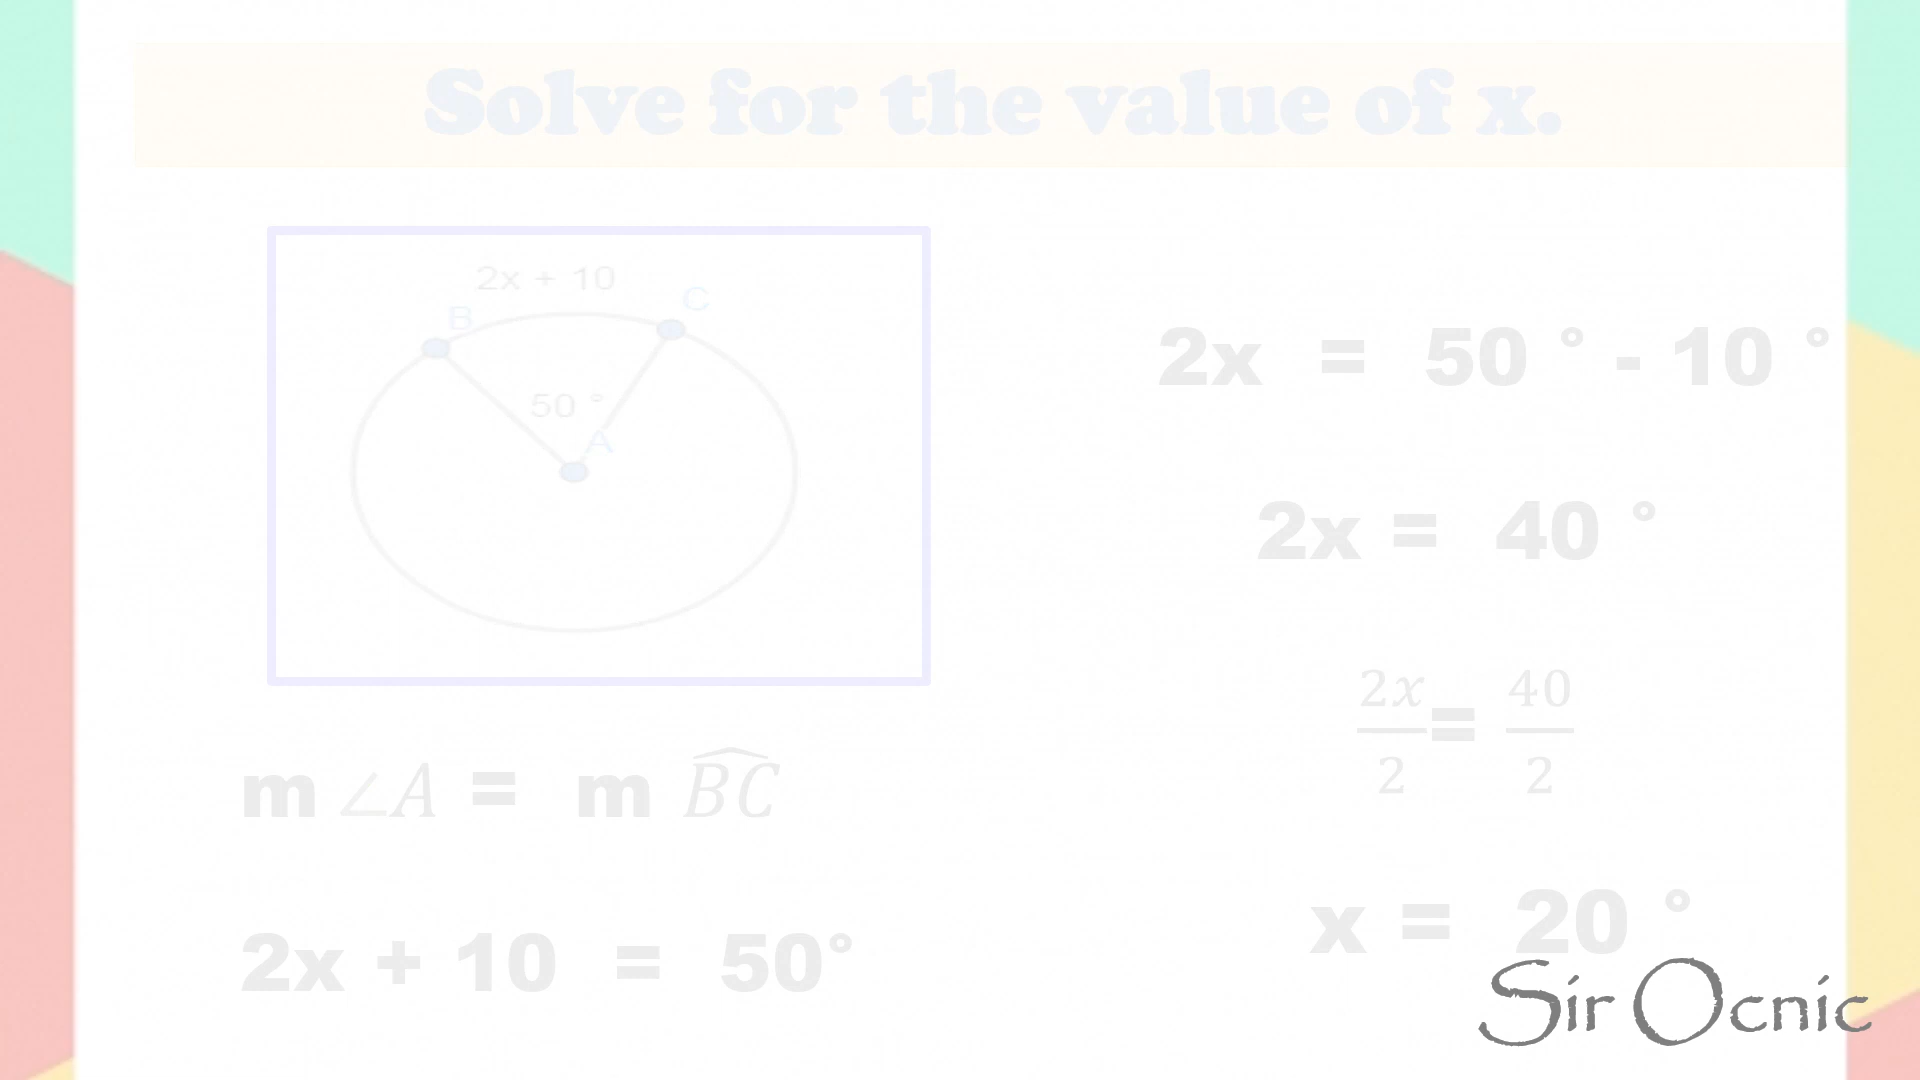 Solve for the value of x.
2x + 10
B
C
50 °
A
m ∠A = m B͡C
2x + 10 = 50°
2x = 50 ° - 10 °
2x = 40 °
2x/2 = 40/2
x = 20 °
Sir Ocnic